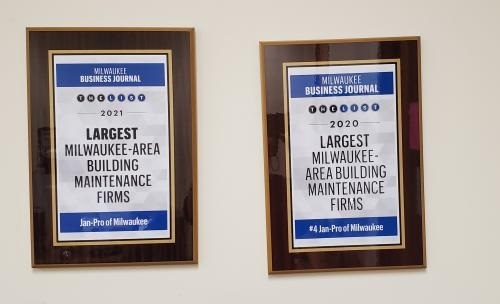 MILWAUKEE
BUSINESS JOURNAL
THE LIST
2021
LARGEST
MILWAUKEE-AREA
BUILDING
MAINTENANCE
FIRMS
Jan-Pro of Milwaukee
MILWAUKEE
BUSINESS JOURNAL
THE LIST
2020
LARGEST
MILWAUKEE-
AREA BUILDING
MAINTENANCE
FIRMS
#4 Jan-Pro of Milwaukee